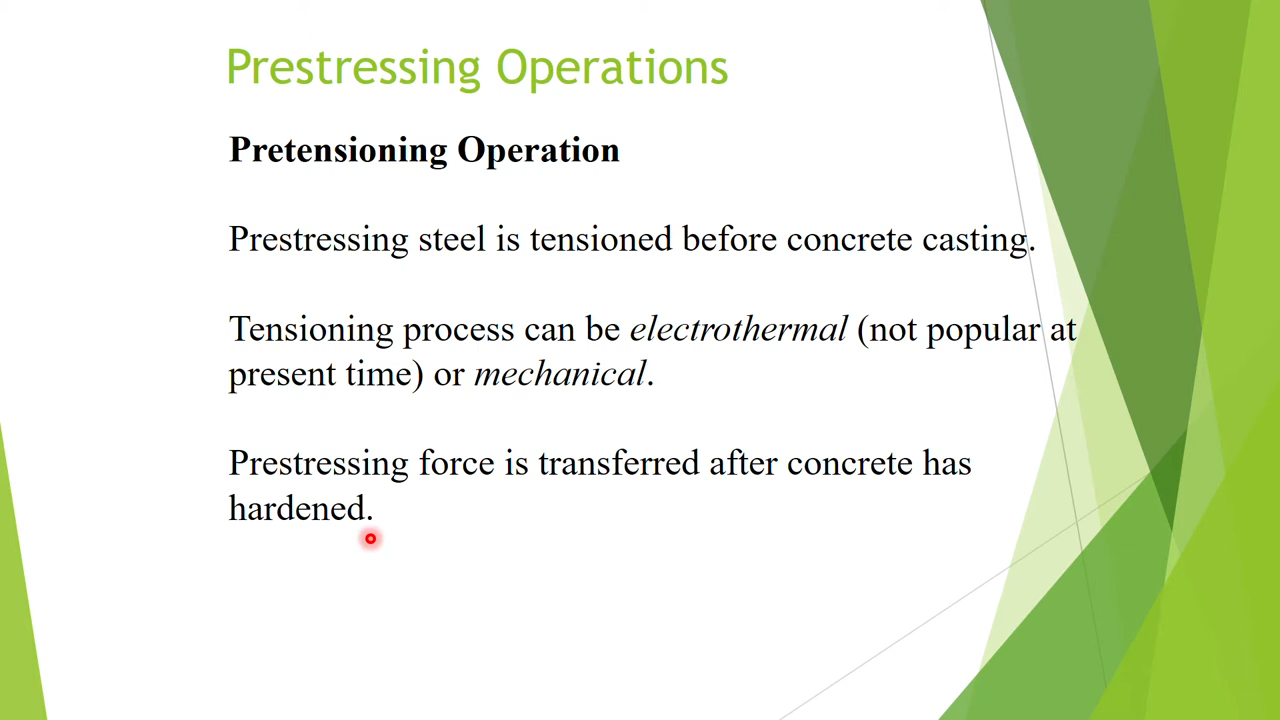 Prestressing Operations
Pretensioning Operation
Prestressing steel is tensioned before concrete casting.
Tensioning process can be electrothermal (not popular at
present time) or mechanical.
Prestressing force is transferred after concrete has
hardened.